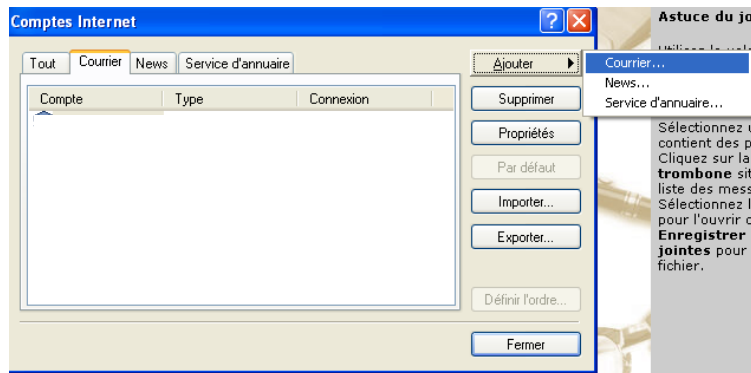 Comptes Internet
Tout Courrier News Service d'annuaire
Compte Type Connexion
Ajouter
Supprimer
Propriétés
Par défaut
Importer...
Exporter...
Définir l'ordre...
Fermer
Courrier...
News...
Service d'annuaire...
Astuce du jo
Sélectionnez
contient des p
Cliquez sur la
trombone sit
liste des mess
Sélectionnez l
pour l'ouvrir
Enregistrer
jointes pour
fichier.